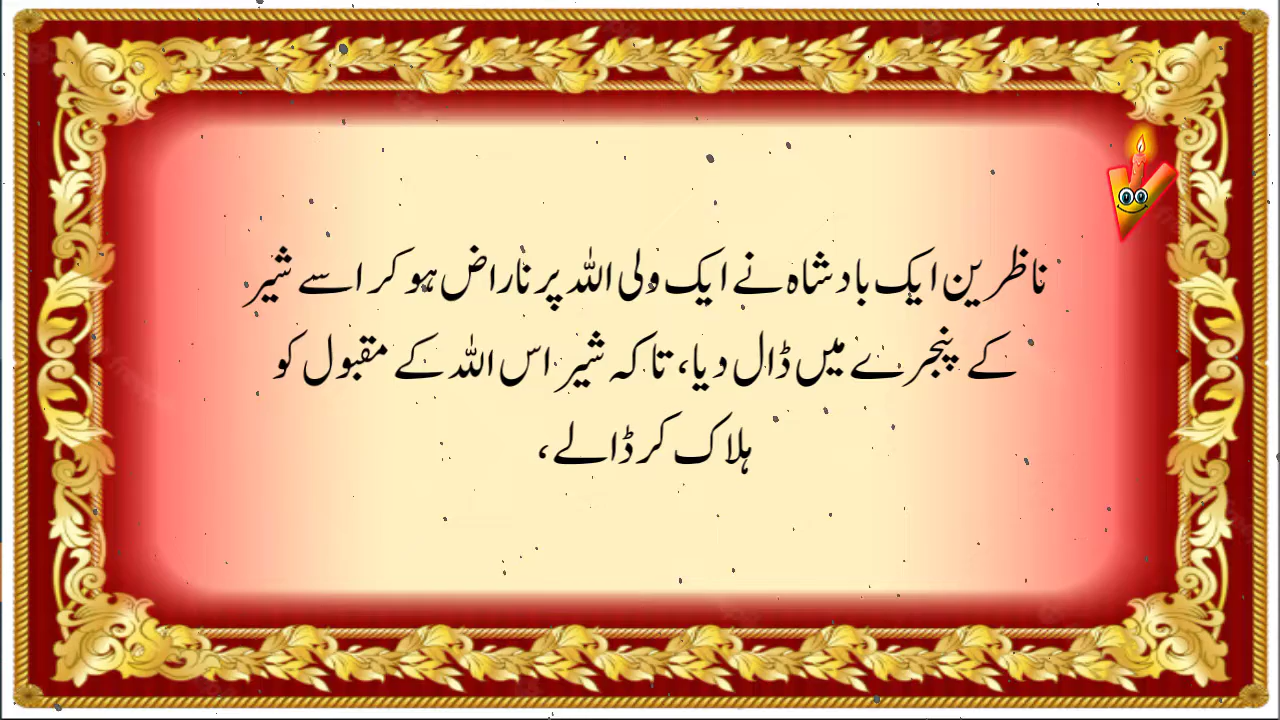 ناظرین ایک بادشاہ نے ایک ولی اللہ پر ناراض ہو کر اسے شیر
کے پنجرے میں ڈال دیا، تاکہ شیر اس اللہ کے مقبول کو
ہلاک کر ڈالے،